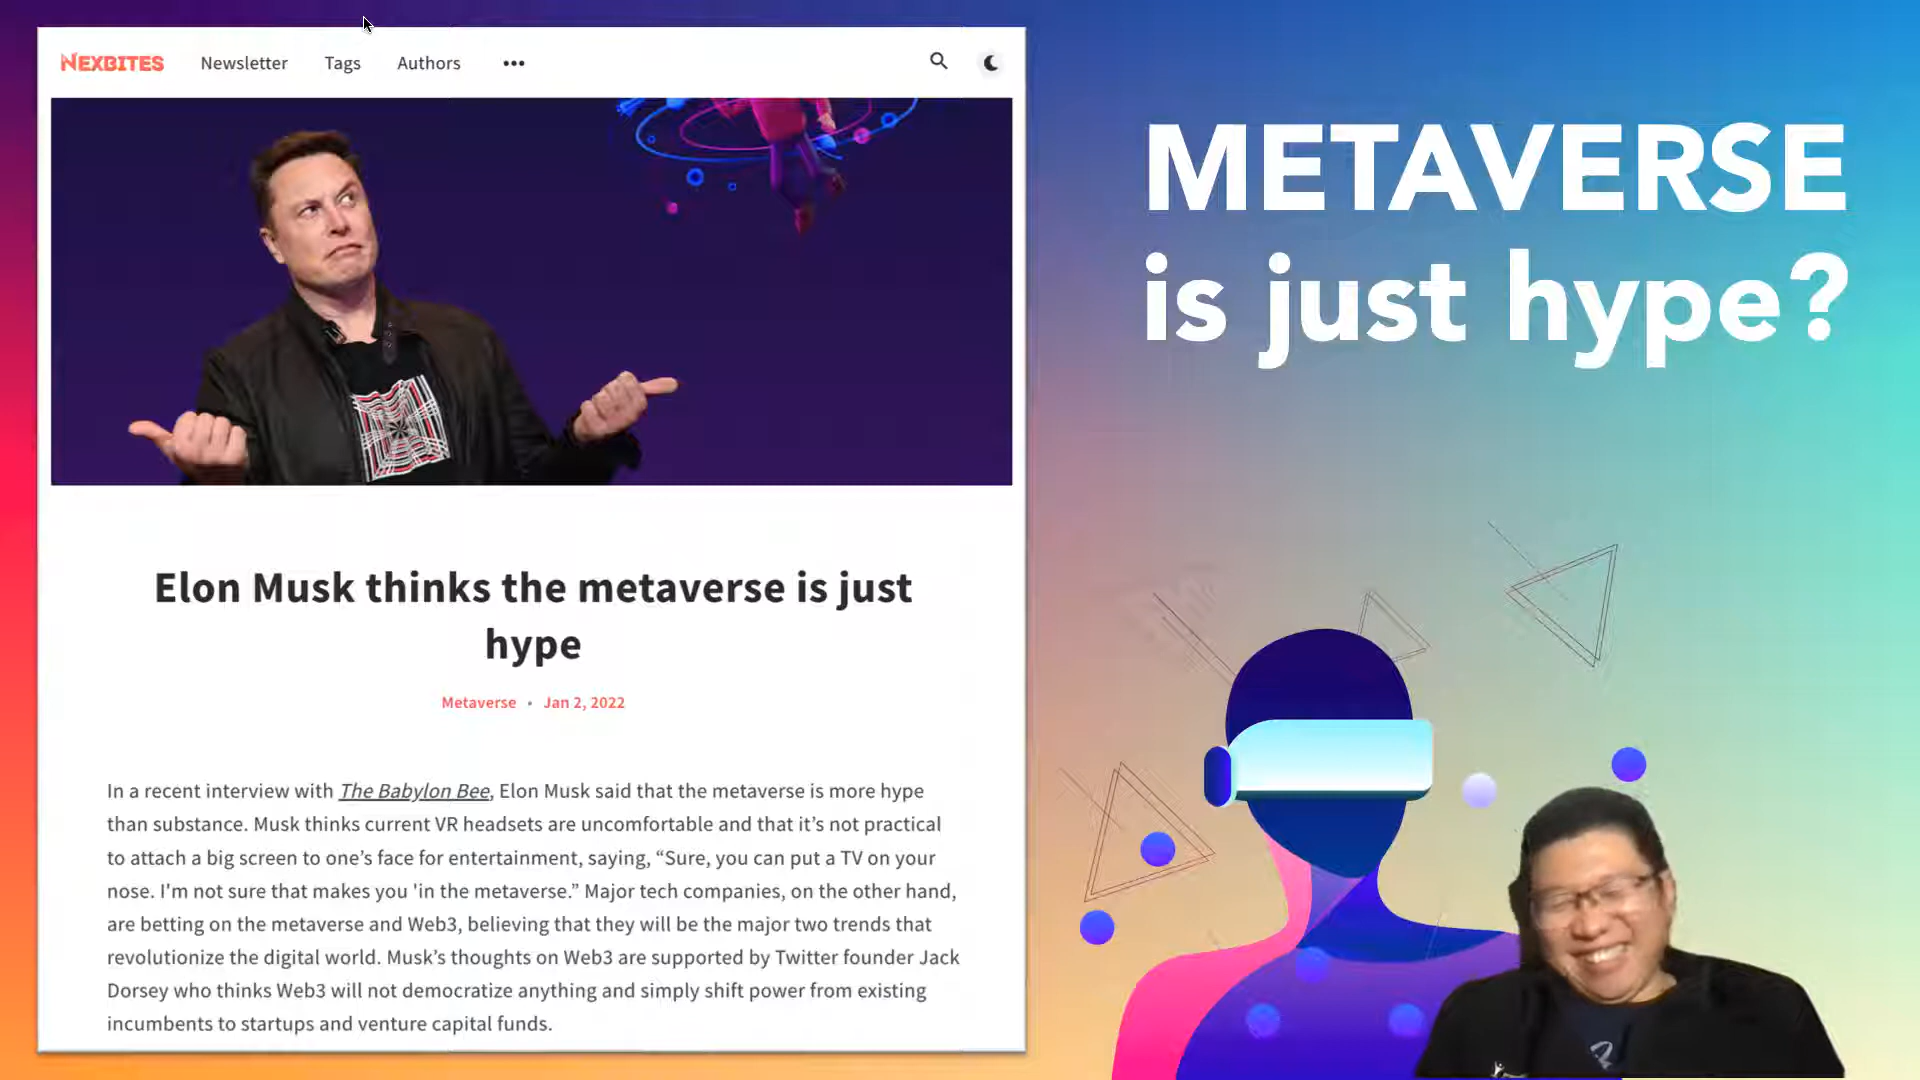 NEXBITES Newsletter Tags Authors •••
METAVERSE
is just hype?
Elon Musk thinks the metaverse is just
hype
Metaverse • Jan 2, 2022
In a recent interview with The Babylon Bee, Elon Musk said that the metaverse is more hype
than substance. Musk thinks current VR headsets are uncomfortable and that it’s not practical
to attach a big screen to one’s face for entertainment, saying, “Sure, you can put a TV on your
nose. I'm not sure that makes you 'in the metaverse.” Major tech companies, on the other hand,
are betting on the metaverse and Web3, believing that they will be the major two trends that
revolutionize the digital world. Musk’s thoughts on Web3 are supported by Twitter founder Jack
Dorsey who thinks Web3 will not democratize anything and simply shift power from existing
incumbents to startups and venture capital funds.